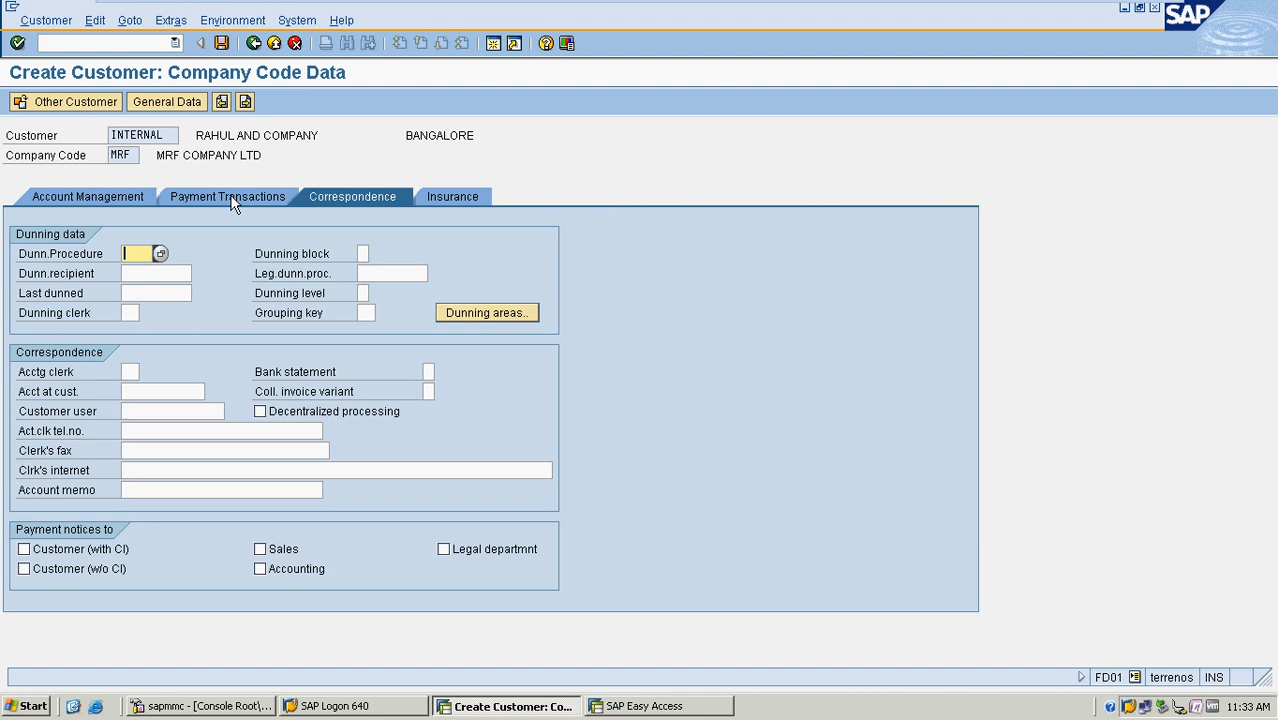 Customer Edit Goto Extras Environment System Help
SAP
Create Customer: Company Code Data
Other Customer General Data
Customer INTERNAL RAHUL AND COMPANY BANGALORE
Company Code MRF MRF COMPANY LTD
Account Management Payment Transactions Correspondence Insurance
Dunning data
Dunn.Procedure Dunning block
Dunn.recipient Leg.dunn.proc.
Last dunned Dunning level
Dunning clerk Grouping key Dunning areas..
Correspondence
Acctg clerk Bank statement
Acct at cust. Coll. invoice variant
Customer user Decentralized processing
Act.clk tel.no.
Clerk's fax
Clrk's internet
Account memo
Payment notices to
Customer (with CI) Sales Legal departmnt
Customer (w/o CI) Accounting
FD01 terrenos INS
Start sapmmc - [Console Root\... SAP Logon 640 Create Customer: Co... SAP Easy Access 11:33 AM